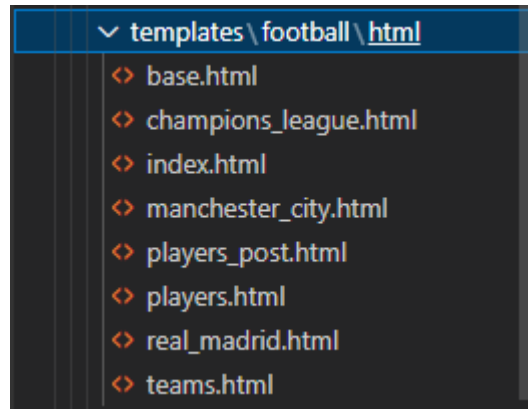 templates\football\html
base.html
champions_league.html
index.html
manchester_city.html
players_post.html
players.html
real_madrid.html
teams.html